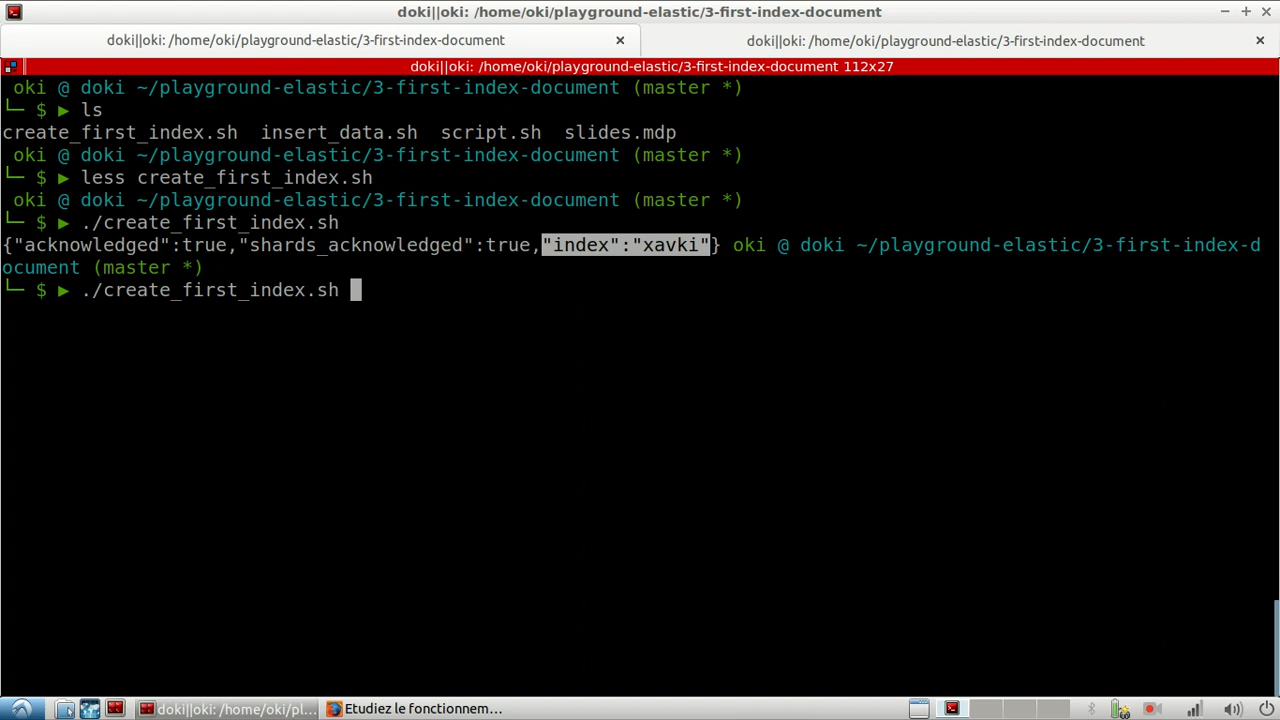 doki||oki: /home/oki/playground-elastic/3-first-index-document
doki||oki: /home/oki/playground-elastic/3-first-index-document
doki||oki: /home/oki/playground-elastic/3-first-index-document
doki||oki: /home/oki/playground-elastic/3-first-index-document 112x27
oki @ doki ~/playground-elastic/3-first-index-document (master *)
└─ $ ▶ ls
create_first_index.sh insert_data.sh script.sh slides.mdp
oki @ doki ~/playground-elastic/3-first-index-document (master *)
└─ $ ▶ less create_first_index.sh
oki @ doki ~/playground-elastic/3-first-index-document (master *)
└─ $ ▶ ./create_first_index.sh
{"acknowledged":true,"shards_acknowledged":true,"index":"xavki"} oki @ doki ~/playground-elastic/3-first-index-d
ocument (master *)
└─ $ ▶ ./create_first_index.sh
doki||oki: /home/oki/pl... Etudiez le fonctionnem...